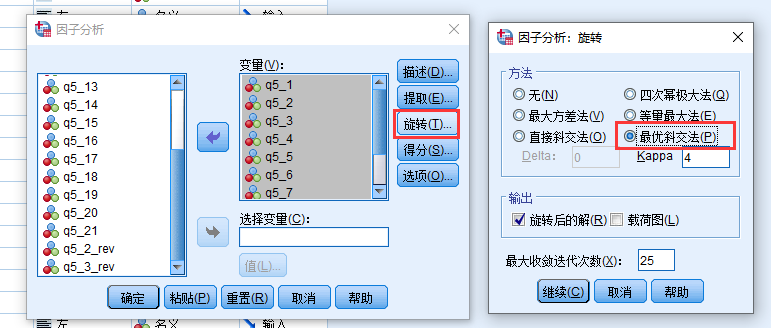 左 名义 输入
因子分析
变量(V):
q5_13
q5_14
q5_15
q5_16
q5_17
q5_18
q5_19
q5_20
q5_21
q5_2_rev
q5_3_rev
q5_1
q5_2
q5_3
q5_4
q5_5
q5_6
q5_7
描述(D)...
提取(E)...
旋转(T)...
得分(S)...
选项(O)...
选择变量(C):
值(L)...
确定 粘贴(P) 重置(R) 取消 帮助
左 名义 输入
因子分析：旋转
方法
无(N) 四次幂极大法(Q)
最大方差法(V) 等量最大法(E)
直接斜交法(O) 最优斜交法(P)
Delta: 0 Kappa 4
输出
旋转后的解(R) 载荷图(L)
最大收敛迭代次数(X): 25
继续(C) 取消 帮助